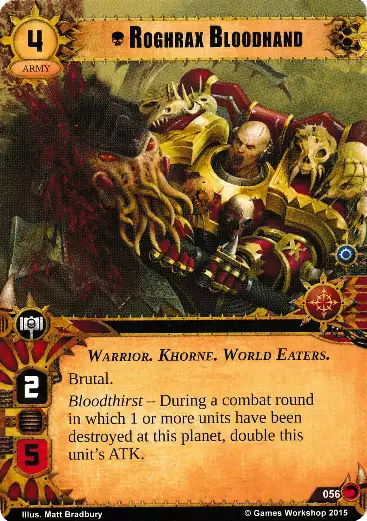 4
ARMY
Roghrax Bloodhand
Warrior. Khorne. World Eaters.
Brutal.
Bloodthirst – During a combat round
in which 1 or more units have been
destroyed at this planet, double this
unit's ATK.
2
5
056
Illus. Matt Bradbury
© Games Workshop 2015